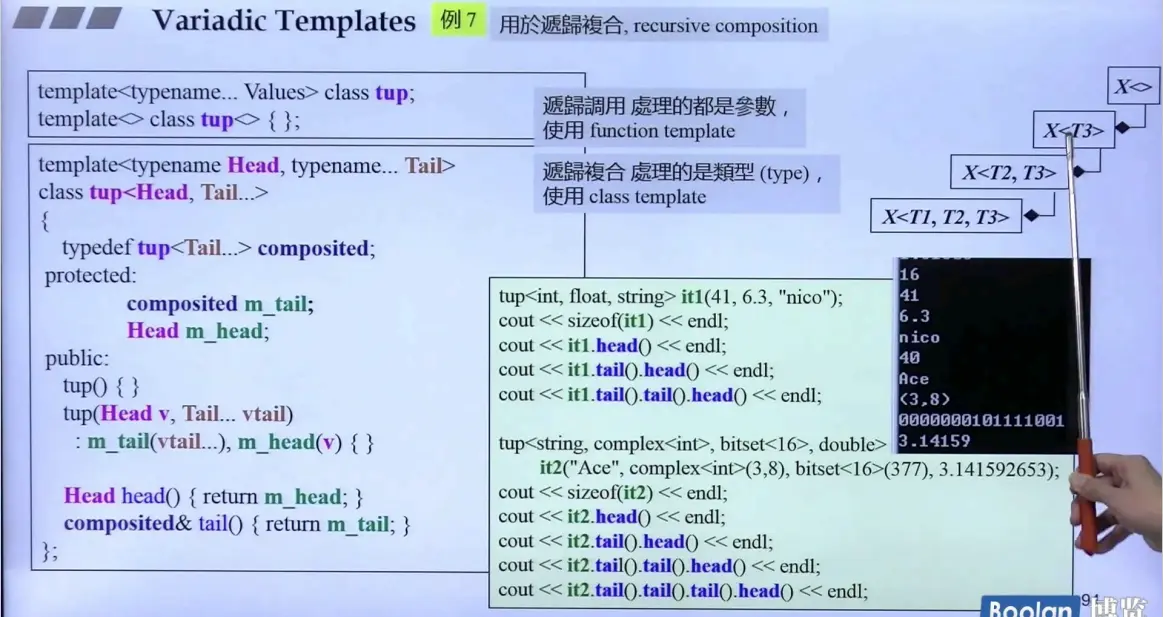 Variadic Templates 例 7 用於遞歸複合, recursive composition
template<typename... Values> class tup;
template<> class tup<> { };
遞歸調用 處理的都是參數，
使用 function template
遞歸複合 處理的是類型 (type)，
使用 class template
X<>
X<T3>
X<T2, T3>
X<T1, T2, T3>
template<typename Head, typename... Tail>
class tup<Head, Tail...>
{
typedef tup<Tail...> composited;
protected:
composited m_tail;
Head m_head;
public:
tup() { }
tup(Head v, Tail... vtail)
: m_tail(vtail...), m_head(v) { }
Head head() { return m_head; }
composited& tail() { return m_tail; }
};
tup<int, float, string> it1(41, 6.3, "nico");
cout << sizeof(it1) << endl;
cout << it1.head() << endl;
cout << it1.tail().head() << endl;
cout << it1.tail().tail().head() << endl;
tup<string, complex<int>, bitset<16>, double>
it2("Ace", complex<int>(3,8), bitset<16>(377), 3.141592653);
cout << sizeof(it2) << endl;
cout << it2.head() << endl;
cout << it2.tail().head() << endl;
cout << it2.tail().tail().head() << endl;
cout << it2.tail().tail().tail().head() << endl;
16
41
6.3
nico
40
Ace
(3,8)
0000000101111001
3.14159
91
Boolan 博览